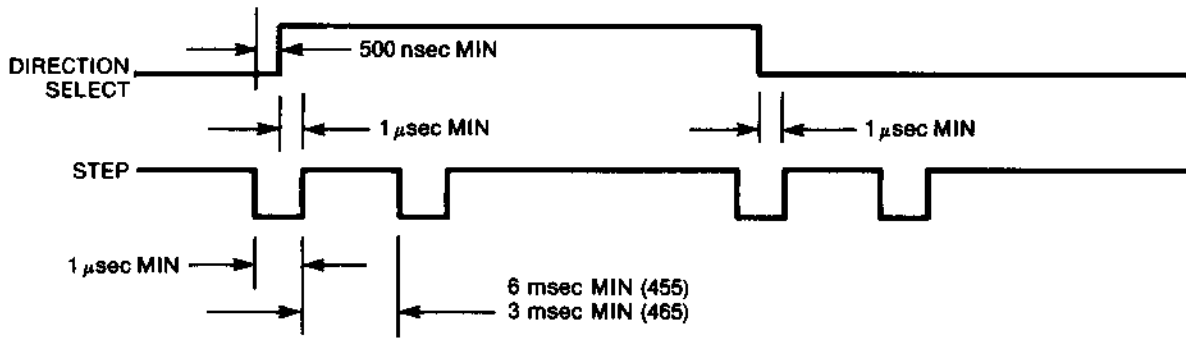 500 nsec MIN
DIRECTION
SELECT
1 μsec MIN
1 μsec MIN
STEP
1 μsec MIN
6 msec MIN (455)
3 msec MIN (465)